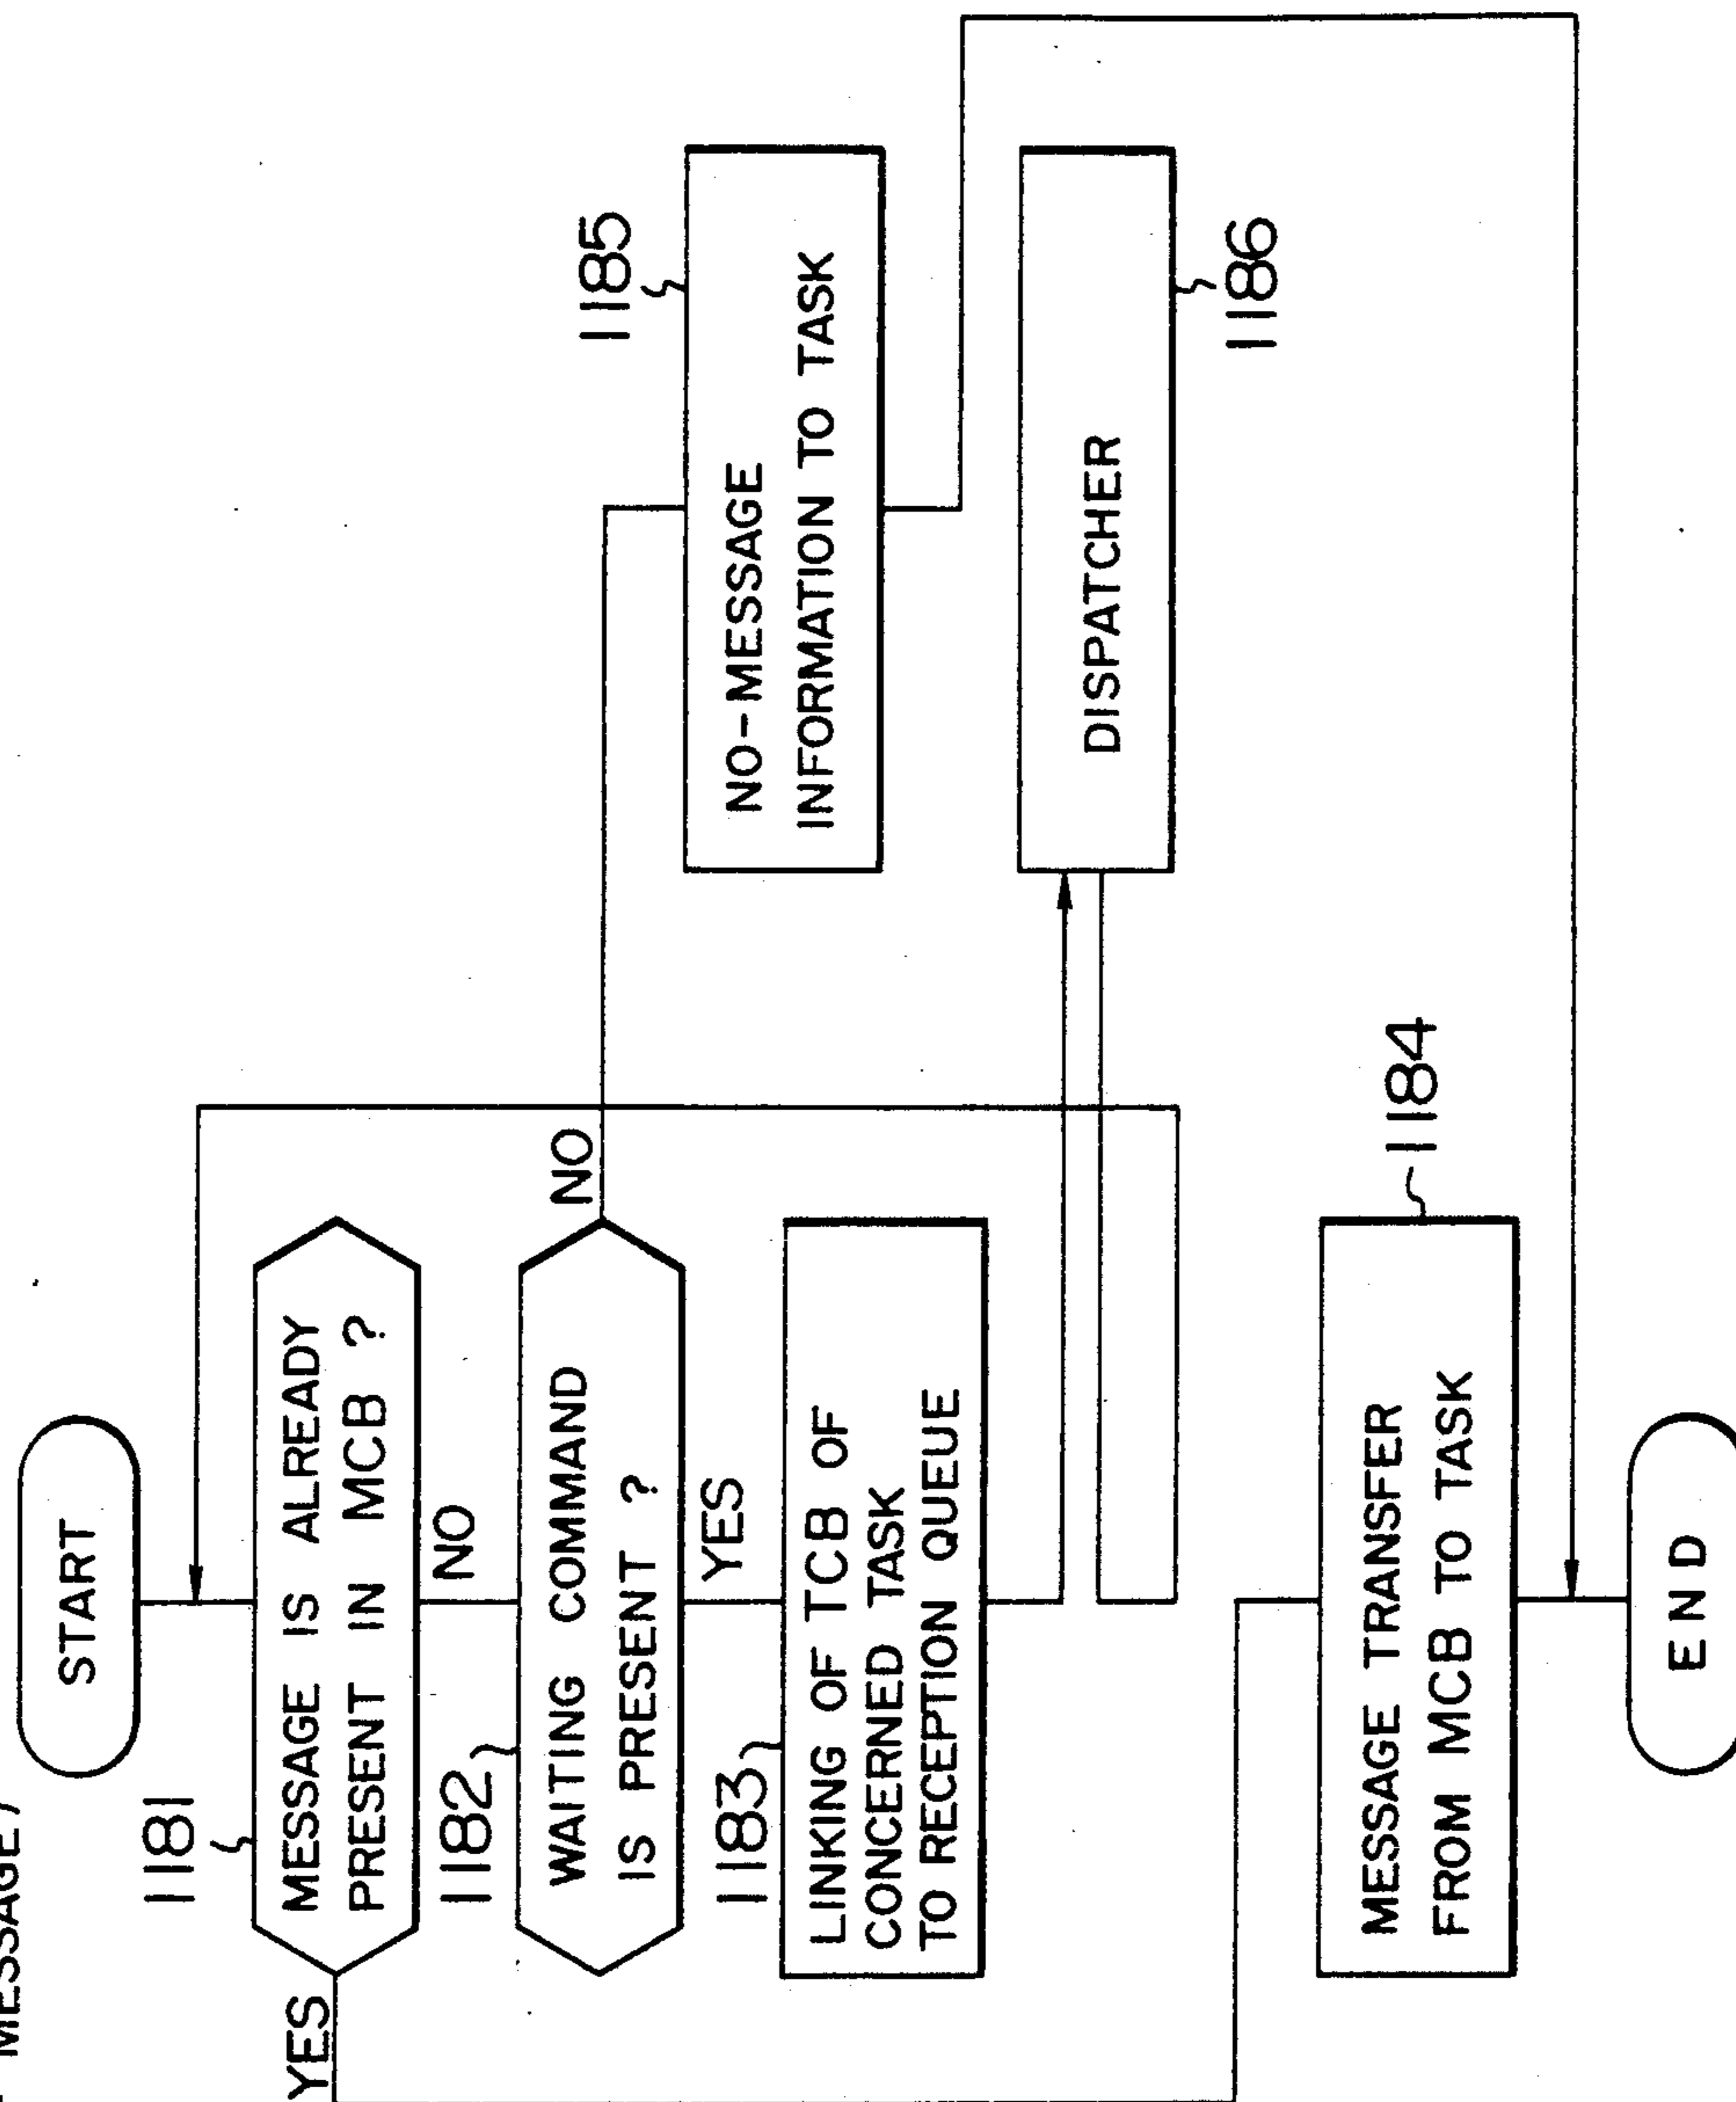 MESSAGE)
START
1181
MESSAGE IS ALREADY
PRESENT IN MCB ?
YES
NO
1182
WAITING COMMAND
IS PRESENT ?
NO
YES
1183
LINKING OF TCB OF
CONCERNED TASK
TO RECEPTION QUEUE
1185
NO-MESSAGE
INFORMATION TO TASK
DISPATCHER
1186
1184
MESSAGE TRANSFER
FROM MCB TO TASK
END